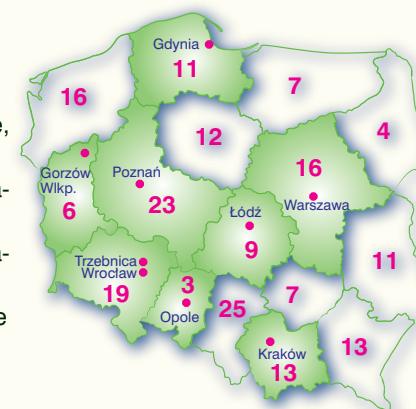 Gdynia
11
16
7
e,
12
4
16
Gorzów
Wlkp.
6
Poznań
23
Warszawa
a-
Łódź
9
a-
11
Trzebnica
Wrocław
19
3
Opole
25
7
e
Kraków
13
13